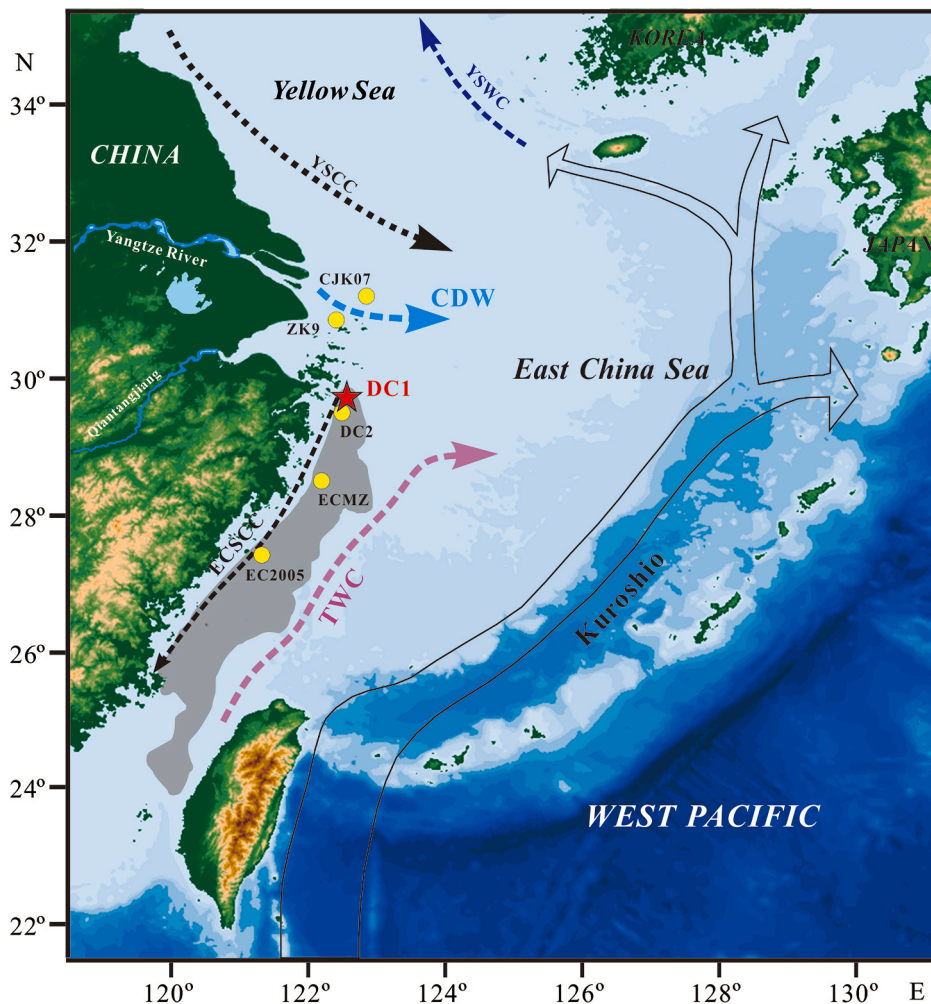 KOREA
N
Yellow Sea
YSWC
34º
CHINA
YSCC
32º
Yangtze River
JAPAN
CJK07
CDW
ZK9
30º
East China Sea
DC1
Qiantangjiang
DC2
ECMZ
28º
ECSCC
EC2005
TWC
Kuroshio
26º
24º
WEST PACIFIC
22º
120º 122º 124º 126º 128º 130º E